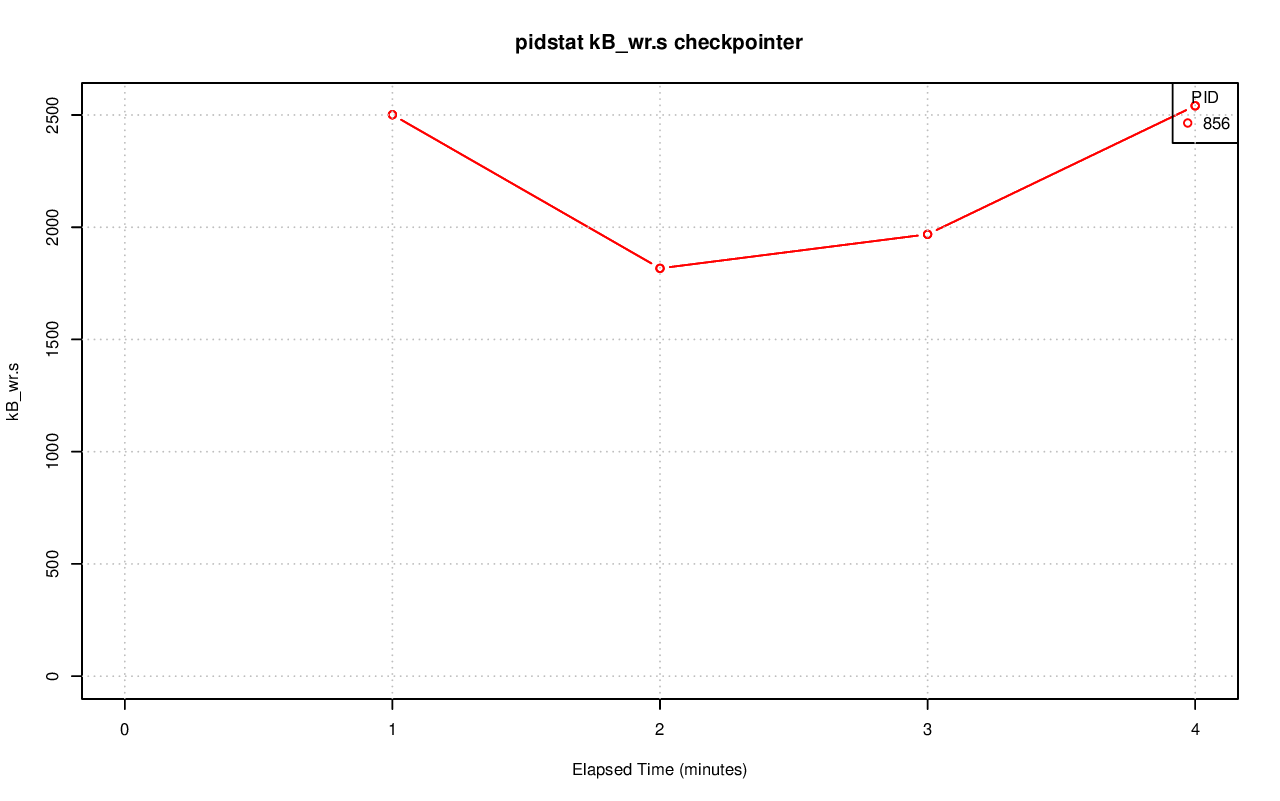 pidstat kB_wr.s checkpointer
PID
856
kB_wr.s
2500
2000
1500
1000
500
0
0 1 2 3 4
Elapsed Time (minutes)